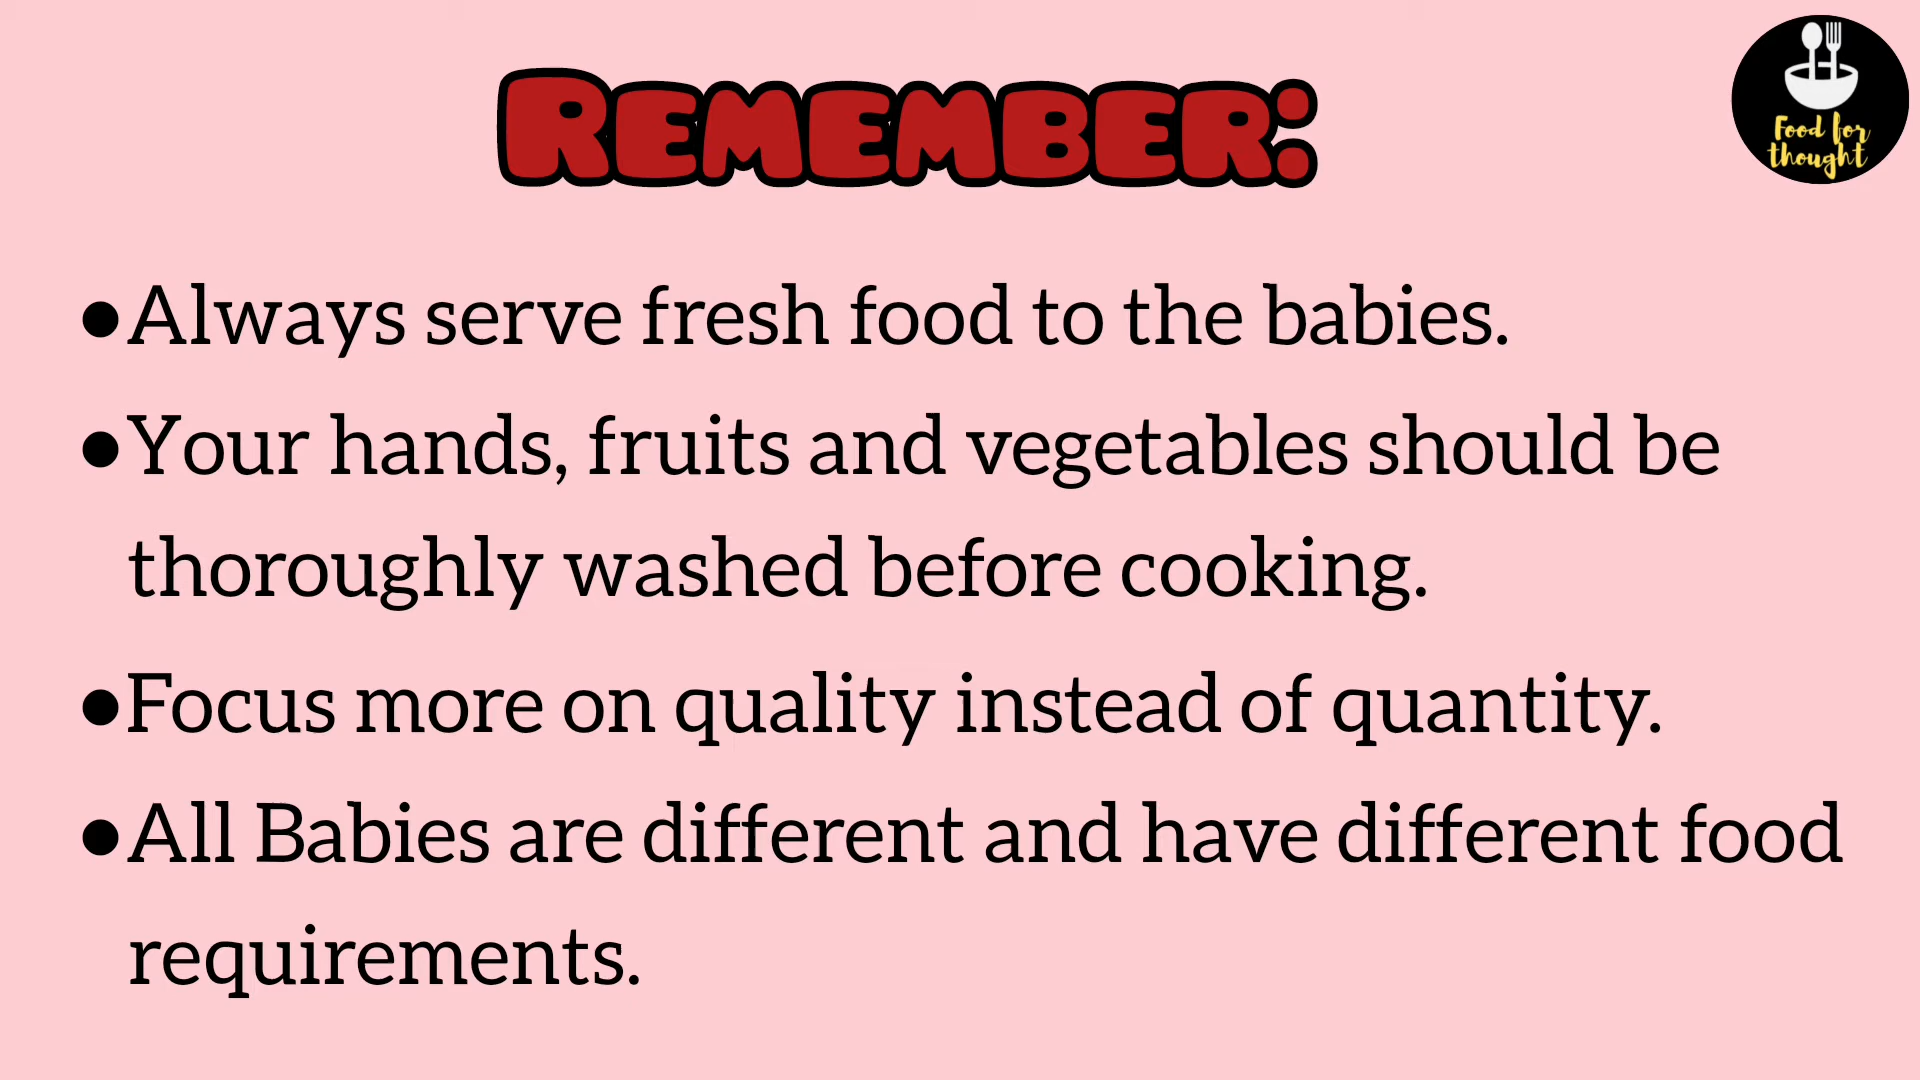 REMEMBER:
Food for
thought
●Always serve fresh food to the babies.
●Your hands, fruits and vegetables should be
thoroughly washed before cooking.
●Focus more on quality instead of quantity.
●All Babies are different and have different food
requirements.